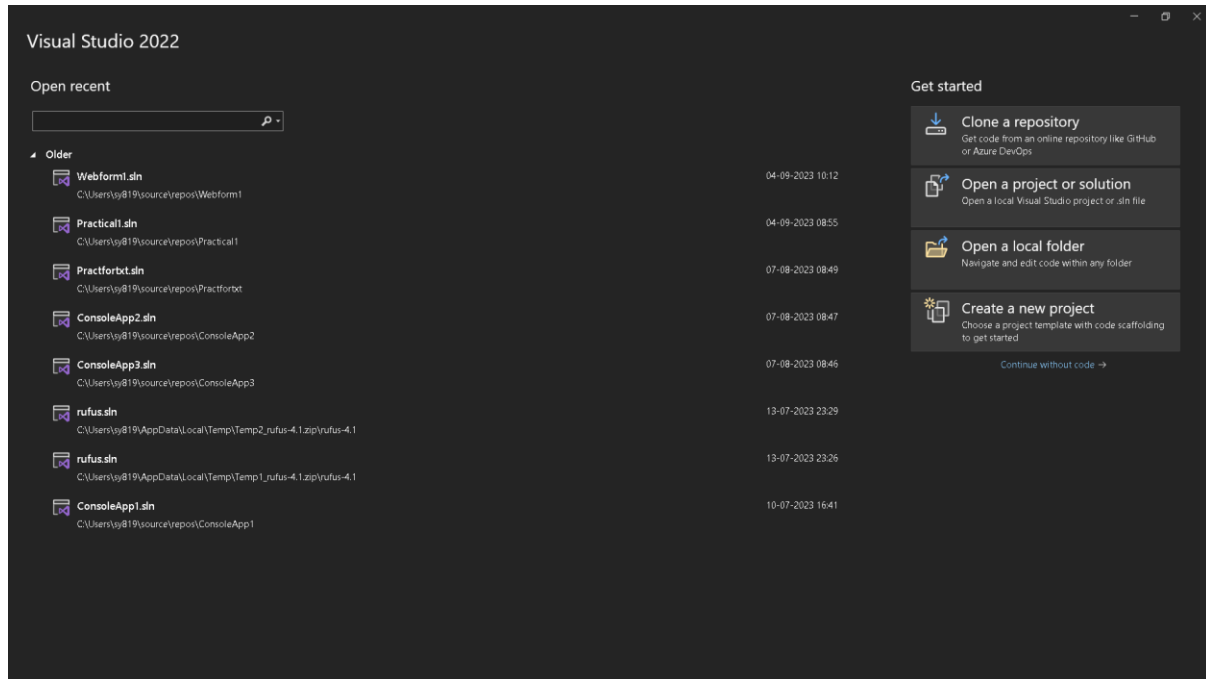 Visual Studio 2022
Open recent
Older
Webform1.sln 04-09-2023 10:12
C:\Users\sy819\source\repos\Webform1
Practical1.sln 04-09-2023 08:55
C:\Users\sy819\source\repos\Practical1
Practfortxt.sln 07-08-2023 08:49
C:\Users\sy819\source\repos\Practfortxt
ConsoleApp2.sln 07-08-2023 08:47
C:\Users\sy819\source\repos\ConsoleApp2
ConsoleApp3.sln 07-08-2023 08:46
C:\Users\sy819\source\repos\ConsoleApp3
rufus.sln 13-07-2023 23:29
C:\Users\sy819\AppData\Local\Temp\Temp2_rufus-4.1.zip\rufus-4.1
rufus.sln 13-07-2023 23:26
C:\Users\sy819\AppData\Local\Temp\Temp1_rufus-4.1.zip\rufus-4.1
ConsoleApp1.sln 10-07-2023 16:41
C:\Users\sy819\source\repos\ConsoleApp1
Get started
Clone a repository
Get code from an online repository like GitHub
or Azure DevOps
Open a project or solution
Open a local Visual Studio project or .sln file
Open a local folder
Navigate and edit code within any folder
Create a new project
Choose a project template with code scaffolding
to get started
Continue without code →